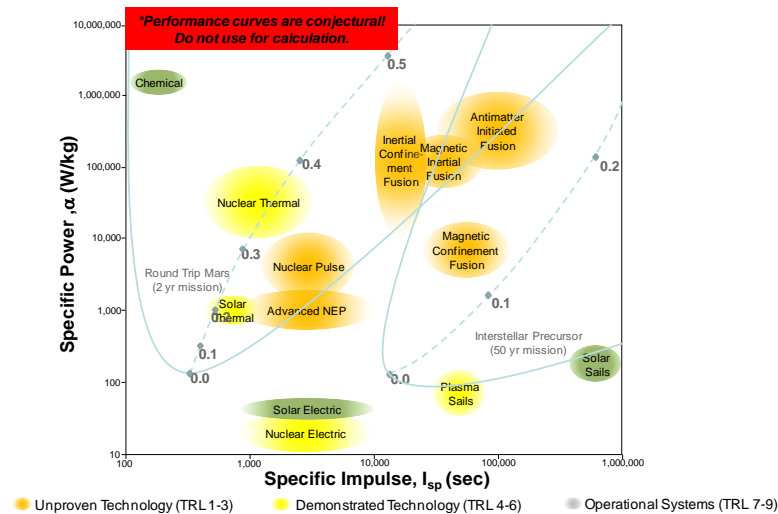 *Performance curves are conjectural!
Do not use for calculation.
10,000,000
1,000,000
100,000
10,000
1,000
100
10
Specific Power ,α (W/kg)
Chemical
0.5
Antimatter
Initiated
Fusion
Inertial
Confine-
ment
Fusion
Magnetic
Inertial
Fusion
0.4
0.2
Nuclear Thermal
0.3
Magnetic
Confinement
Fusion
Round Trip Mars
(2 yr mission)
Nuclear Pulse
Solar
Thermal
0.2
Advanced NEP
0.1
0.1
Interstellar Precursor
(50 yr mission)
0.0
0.0
Solar
Sails
Plasma
Sails
Solar Electric
Nuclear Electric
100
1,000
10,000
100,000
1,000,000
Specific Impulse, Isp (sec)
Unproven Technology (TRL 1-3)
Demonstrated Technology (TRL 4-6)
Operational Systems (TRL 7-9)